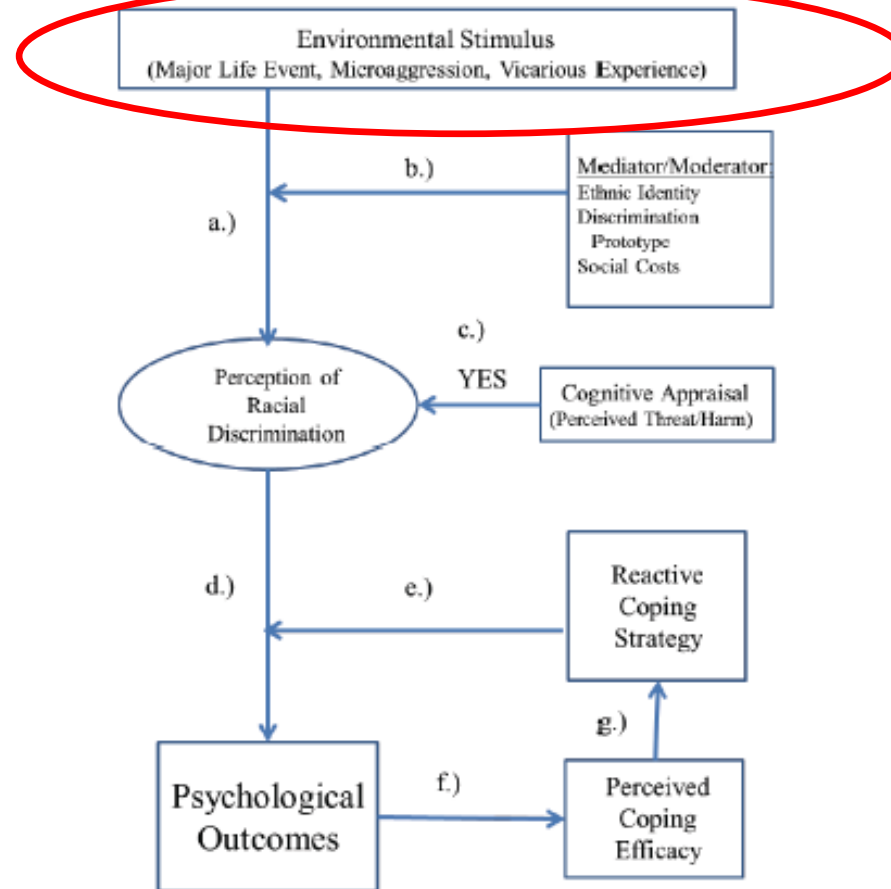 Environmental Stimulus
(Major Life Event, Microaggression, Vicarious Experience)
b.)
Mediator/Moderator:
Ethnic Identity
Discrimination
Prototype
Social Costs
a.)
c.)
YES
Perception of
Racial
Discrimination
Cognitive Appraisal
(Perceived Threat/Harm)
d.)
e.)
Reactive
Coping
Strategy
g.)
f.)
Psychological
Outcomes
Perceived
Coping
Efficacy